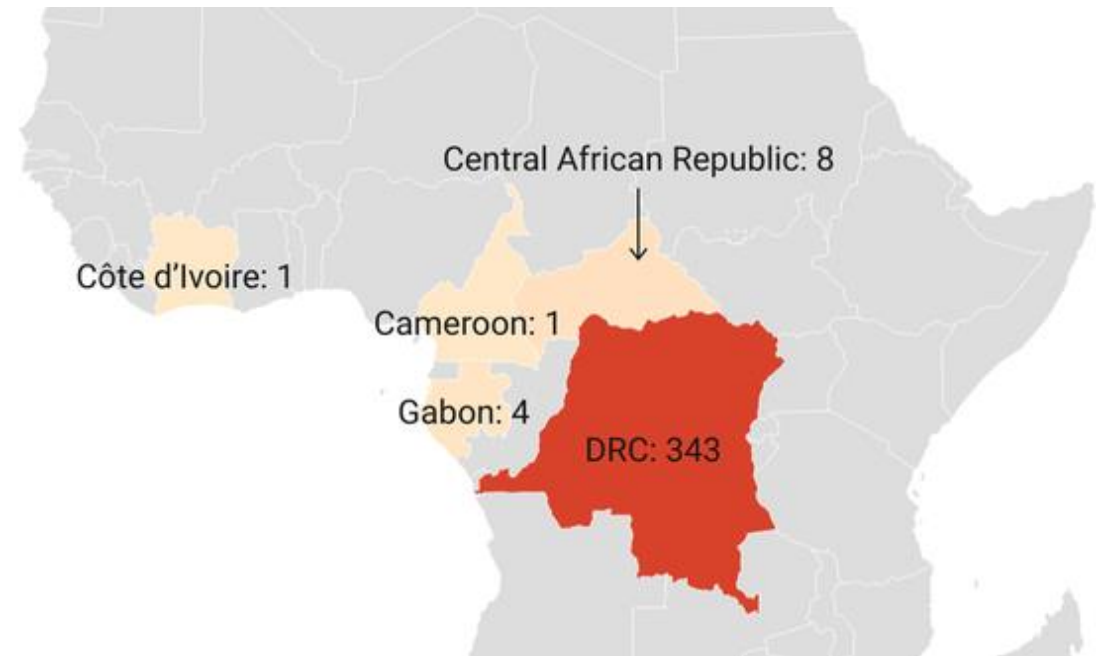 Central African Republic: 8
Côte d’Ivoire: 1
Cameroon: 1
Gabon: 4
DRC: 343